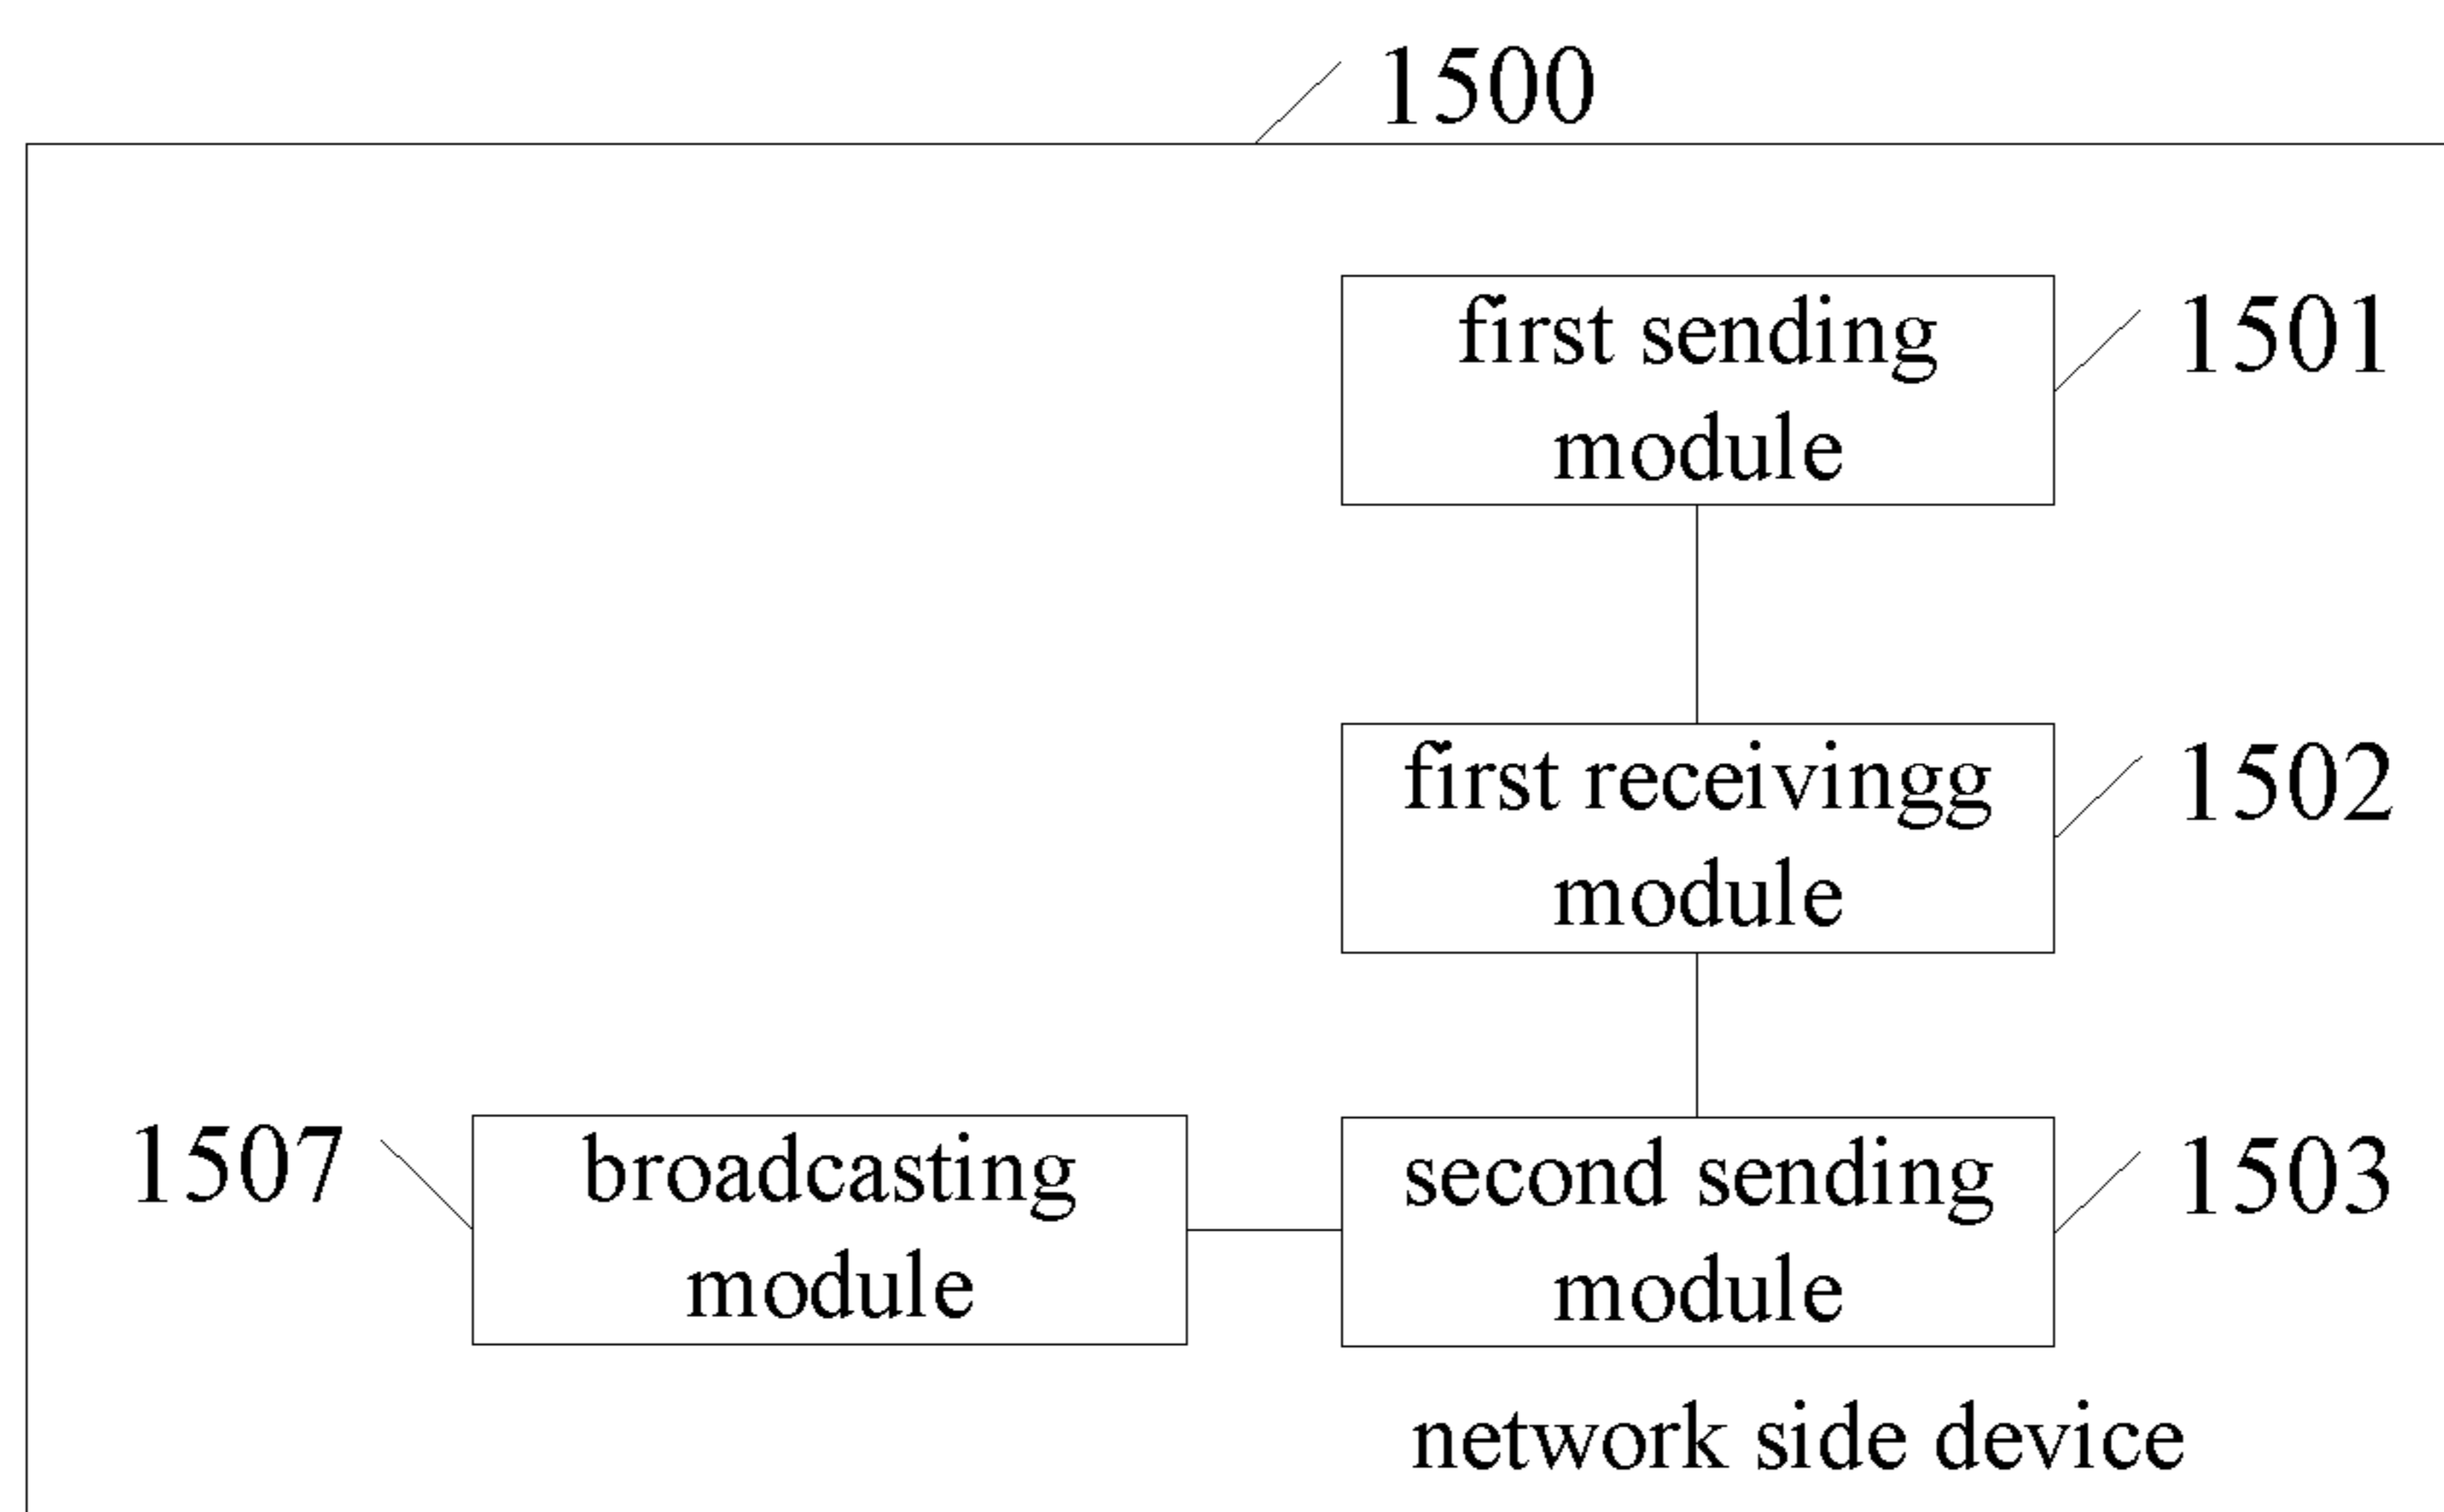 1500
first sending
module
1501
first receivingg
module
1502
1507
broadcasting
module
second sending
module
1503
network side device